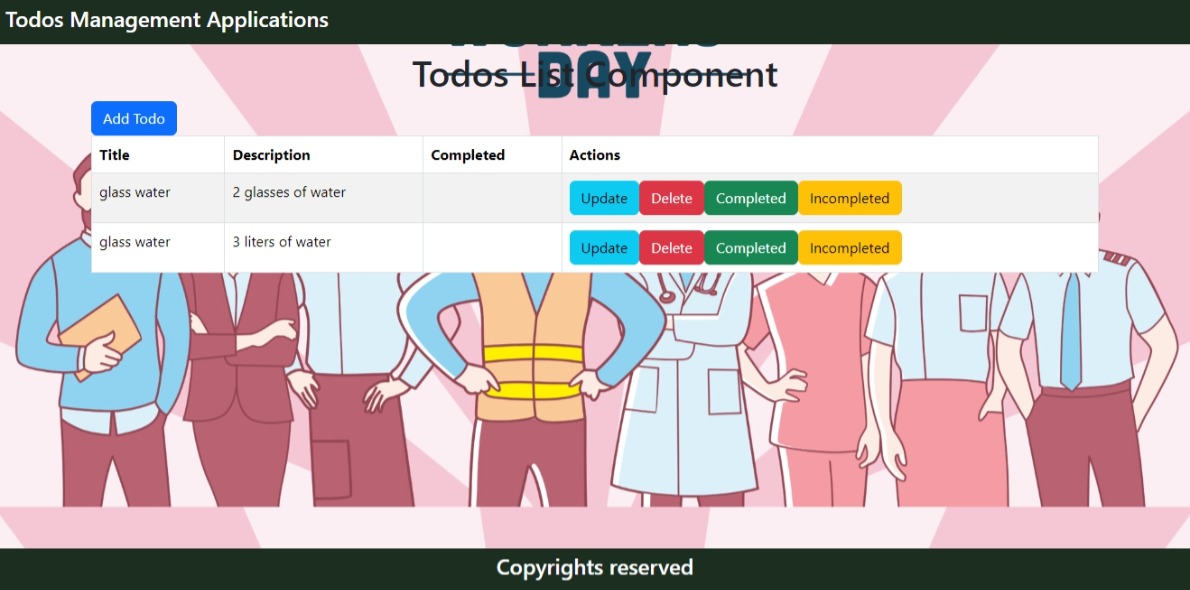 Todos Management Applications
DAY
Todos List Component
Add Todo
Title Description Completed Actions
glass water 2 glasses of water Update Delete Completed Incompleted
glass water 3 liters of water Update Delete Completed Incompleted
Copyrights reserved